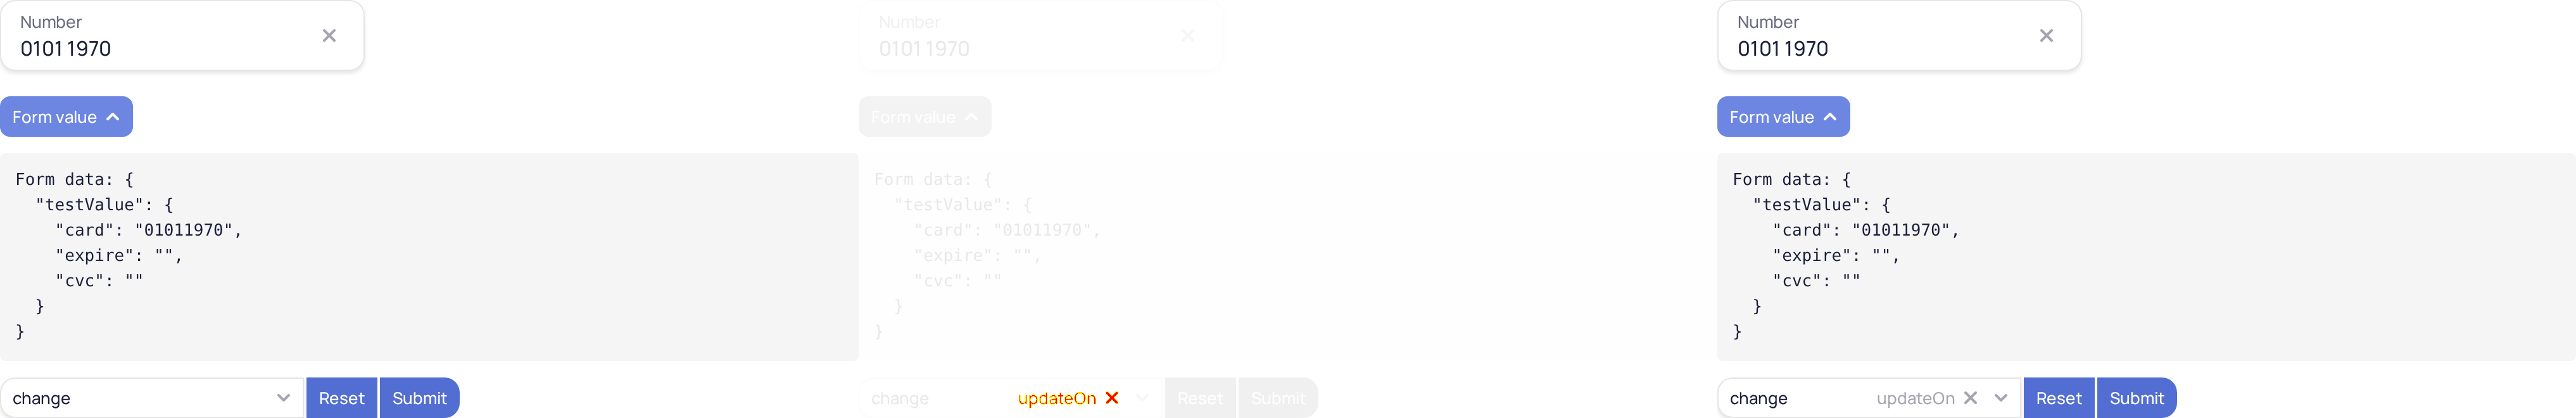 Number
0101 1970
Form value
Form data: {
  "testValue": {
    "card": "01011970",
    "expire": "",
    "cvc": ""
  }
}
change
Reset Submit
Number
0101 1970
Form value
Form data: {
  "testValue": {
    "card": "01011970",
    "expire": "",
    "cvc": ""
  }
}
change updateOn
Reset Submit
Number
0101 1970
Form value
Form data: {
  "testValue": {
    "card": "01011970",
    "expire": "",
    "cvc": ""
  }
}
change updateOn
Reset Submit